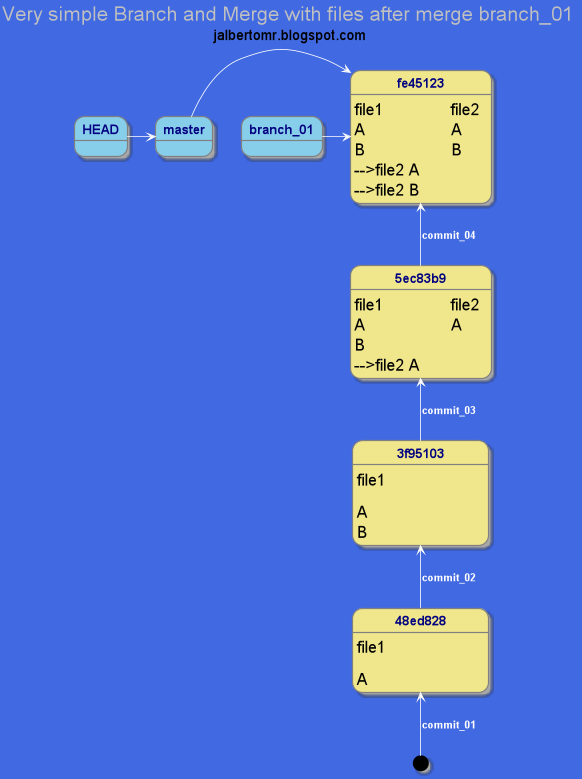 Very simple Branch and Merge with files after merge branch_01
jalbertomr.blogspot.com
HEAD
master
branch_01
fe45123
file1 file2
A A
B B
-->file2 A
-->file2 B
commit_04
5ec83b9
file1 file2
A A
B
-->file2 A
commit_03
3f95103
file1
A
B
commit_02
48ed828
file1
A
commit_01